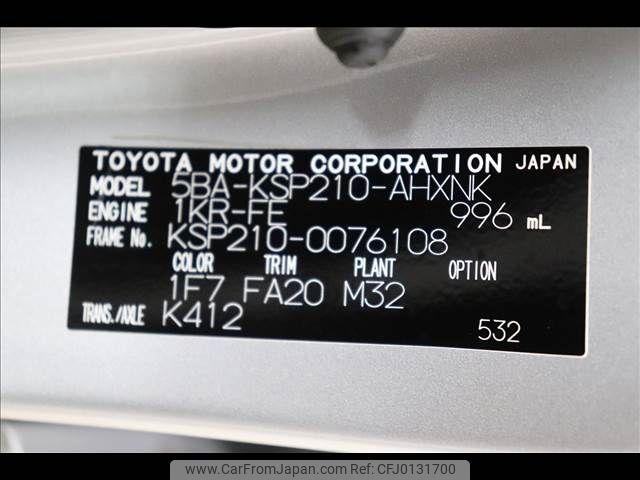 TOYOTA MOTOR CORPORATION JAPAN
MODEL 5BA-KSP210-AHXNK
ENGINE 1KR-FE 996 mL
FRAME No. KSP210-0076108
COLOR TRIM PLANT OPTION
1F7 FA20 M32
TRANS./AXLE K412
532
www.CarFromJapan.com ID:CFJ0131700